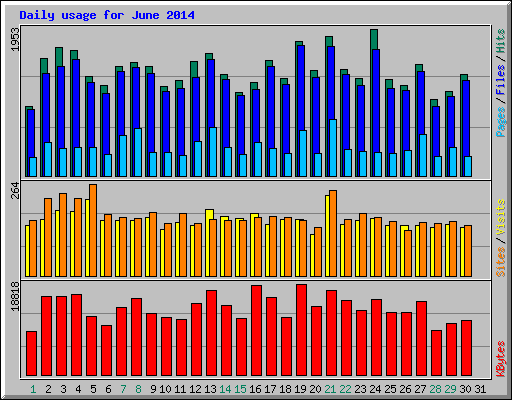 Daily usage for June 2014
1953
Pages / Files / Hits
264
Sites / Visits
18818
KBytes
1 2 3 4 5 6 7 8 9 10 11 12 13 14 15 16 17 18 19 20 21 22 23 24 25 26 27 28 29 30 31